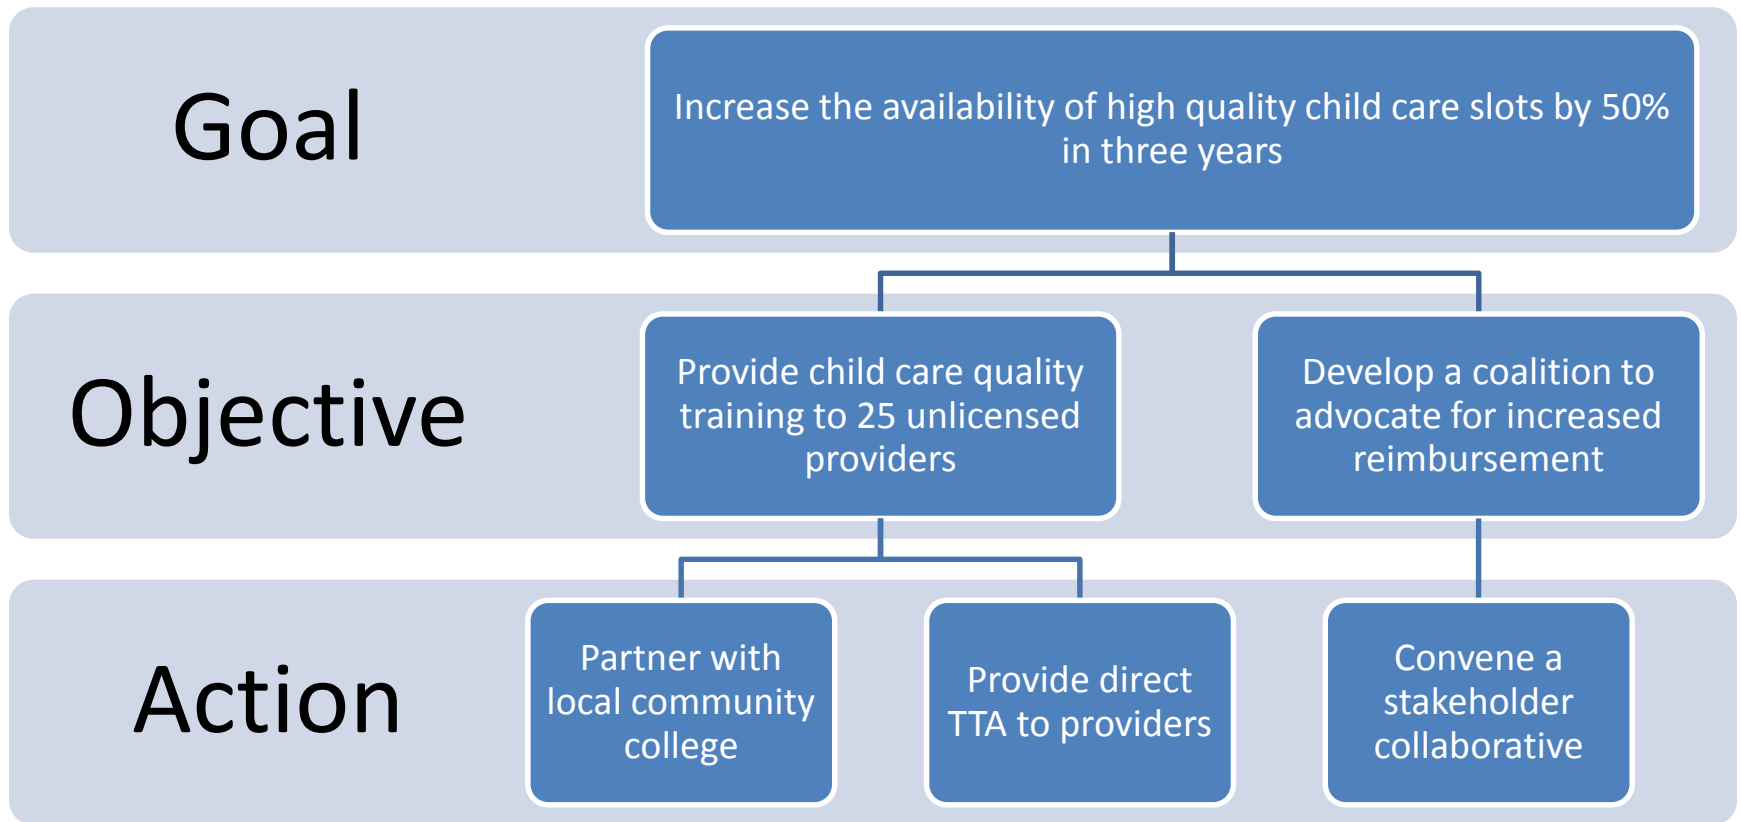 Goal
Increase the availability of high quality child care slots by 50%
in three years
Objective
Provide child care quality
training to 25 unlicensed
providers
Develop a coalition to
advocate for increased
reimbursement
Action
Partner with
local community
college
Provide direct
TTA to providers
Convene a
stakeholder
collaborative